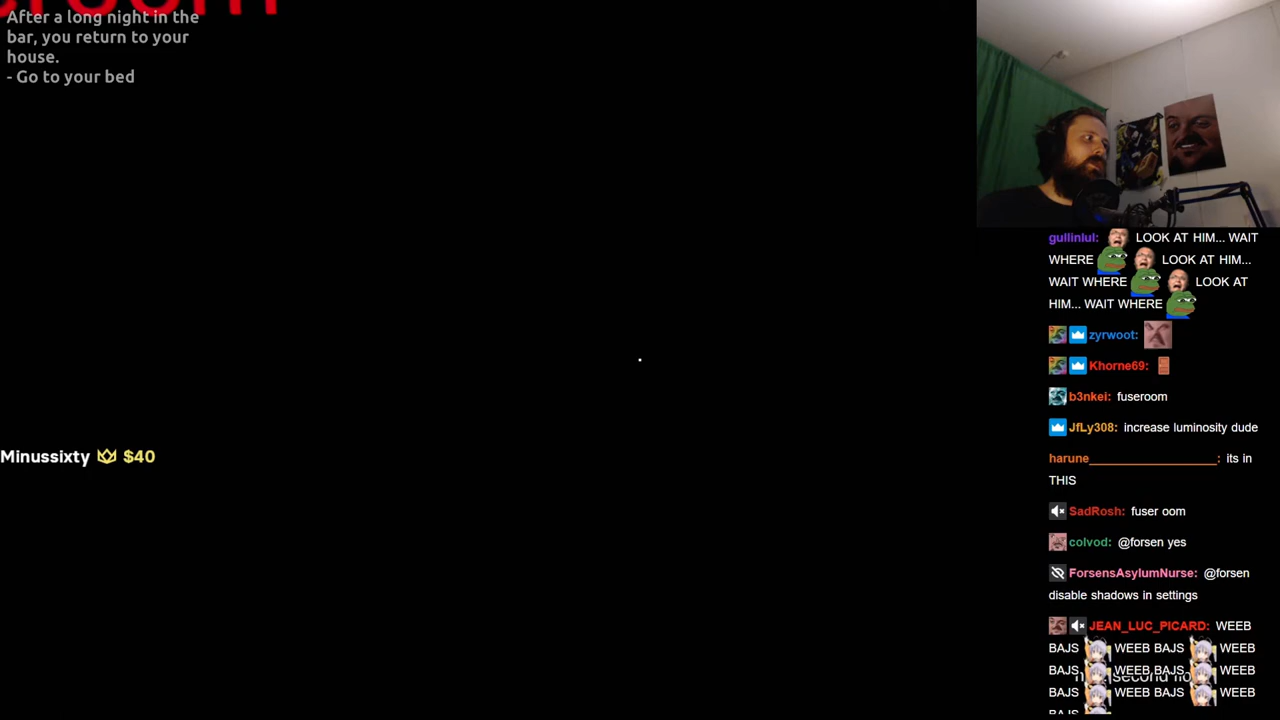 After a long night in the
bar, you return to your
house.
- Go to your bed
Minussixty $40
gullinlul: LOOK AT HIM... WAIT
WHERE LOOK AT HIM...
WAIT WHERE LOOK AT
HIM... WAIT WHERE
zyrwoot:
Khorne69:
b3nkei: fuseroom
JfLy308: increase luminosity dude
harune__________________: its in
THIS
SadRosh: fuser oom
colvod: @forsen yes
ForsensAsylumNurse: @forsen
disable shadows in settings
JEAN_LUC_PICARD: WEEB
BAJS WEEB BAJS WEEB
BAJS WEEB BAJS WEEB
BAJS WEEB BAJS WEEB